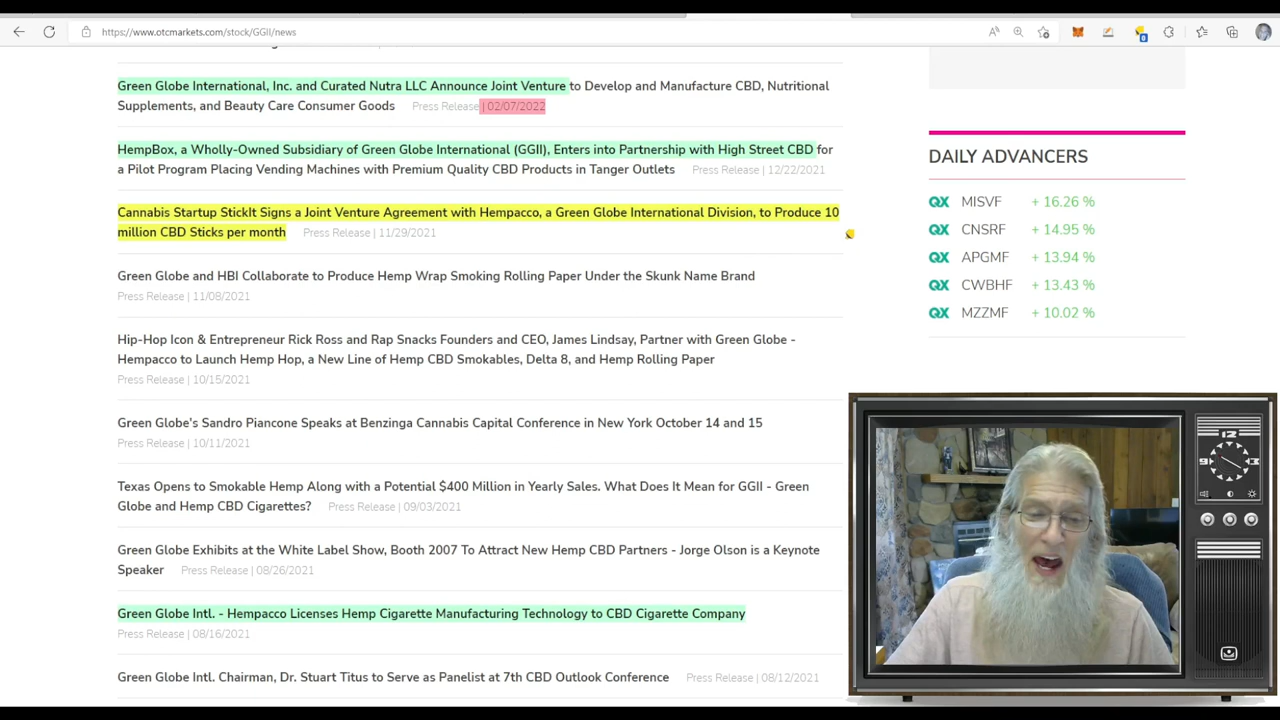 https://www.otcmarkets.com/stock/GGII/news
Green Globe International, Inc. and Curated Nutra LLC Announce Joint Venture to Develop and Manufacture CBD, Nutritional
Supplements, and Beauty Care Consumer Goods Press Release | 02/07/2022
HempBox, a Wholly-Owned Subsidiary of Green Globe International (GGII), Enters into Partnership with High Street CBD for
a Pilot Program Placing Vending Machines with Premium Quality CBD Products in Tanger Outlets Press Release | 12/22/2021
Cannabis Startup StickIt Signs a Joint Venture Agreement with Hempacco, a Green Globe International Division, to Produce 10
million CBD Sticks per month Press Release | 11/29/2021
Green Globe and HBI Collaborate to Produce Hemp Wrap Smoking Rolling Paper Under the Skunk Name Brand
Press Release | 11/08/2021
Hip-Hop Icon & Entrepreneur Rick Ross and Rap Snacks Founders and CEO, James Lindsay, Partner with Green Globe -
Hempacco to Launch Hemp Hop, a New Line of Hemp CBD Smokables, Delta 8, and Hemp Rolling Paper
Press Release | 10/15/2021
Green Globe's Sandro Piancone Speaks at Benzinga Cannabis Capital Conference in New York October 14 and 15
Press Release | 10/11/2021
Texas Opens to Smokable Hemp Along with a Potential $400 Million in Yearly Sales. What Does It Mean for GGII - Green
Globe and Hemp CBD Cigarettes? Press Release | 09/03/2021
Green Globe Exhibits at the White Label Show, Booth 2007 To Attract New Hemp CBD Partners - Jorge Olson is a Keynote
Speaker Press Release | 08/26/2021
Green Globe Intl. - Hempacco Licenses Hemp Cigarette Manufacturing Technology to CBD Cigarette Company
Press Release | 08/16/2021
Green Globe Intl. Chairman, Dr. Stuart Titus to Serve as Panelist at 7th CBD Outlook Conference Press Release | 08/12/2021
DAILY ADVANCERS
QX MISVF + 16.26 %
QX CNSRF + 14.95 %
QX APGMF + 13.94 %
QX CWBHF + 13.43 %
QX MZZMF + 10.02 %
12
9 3